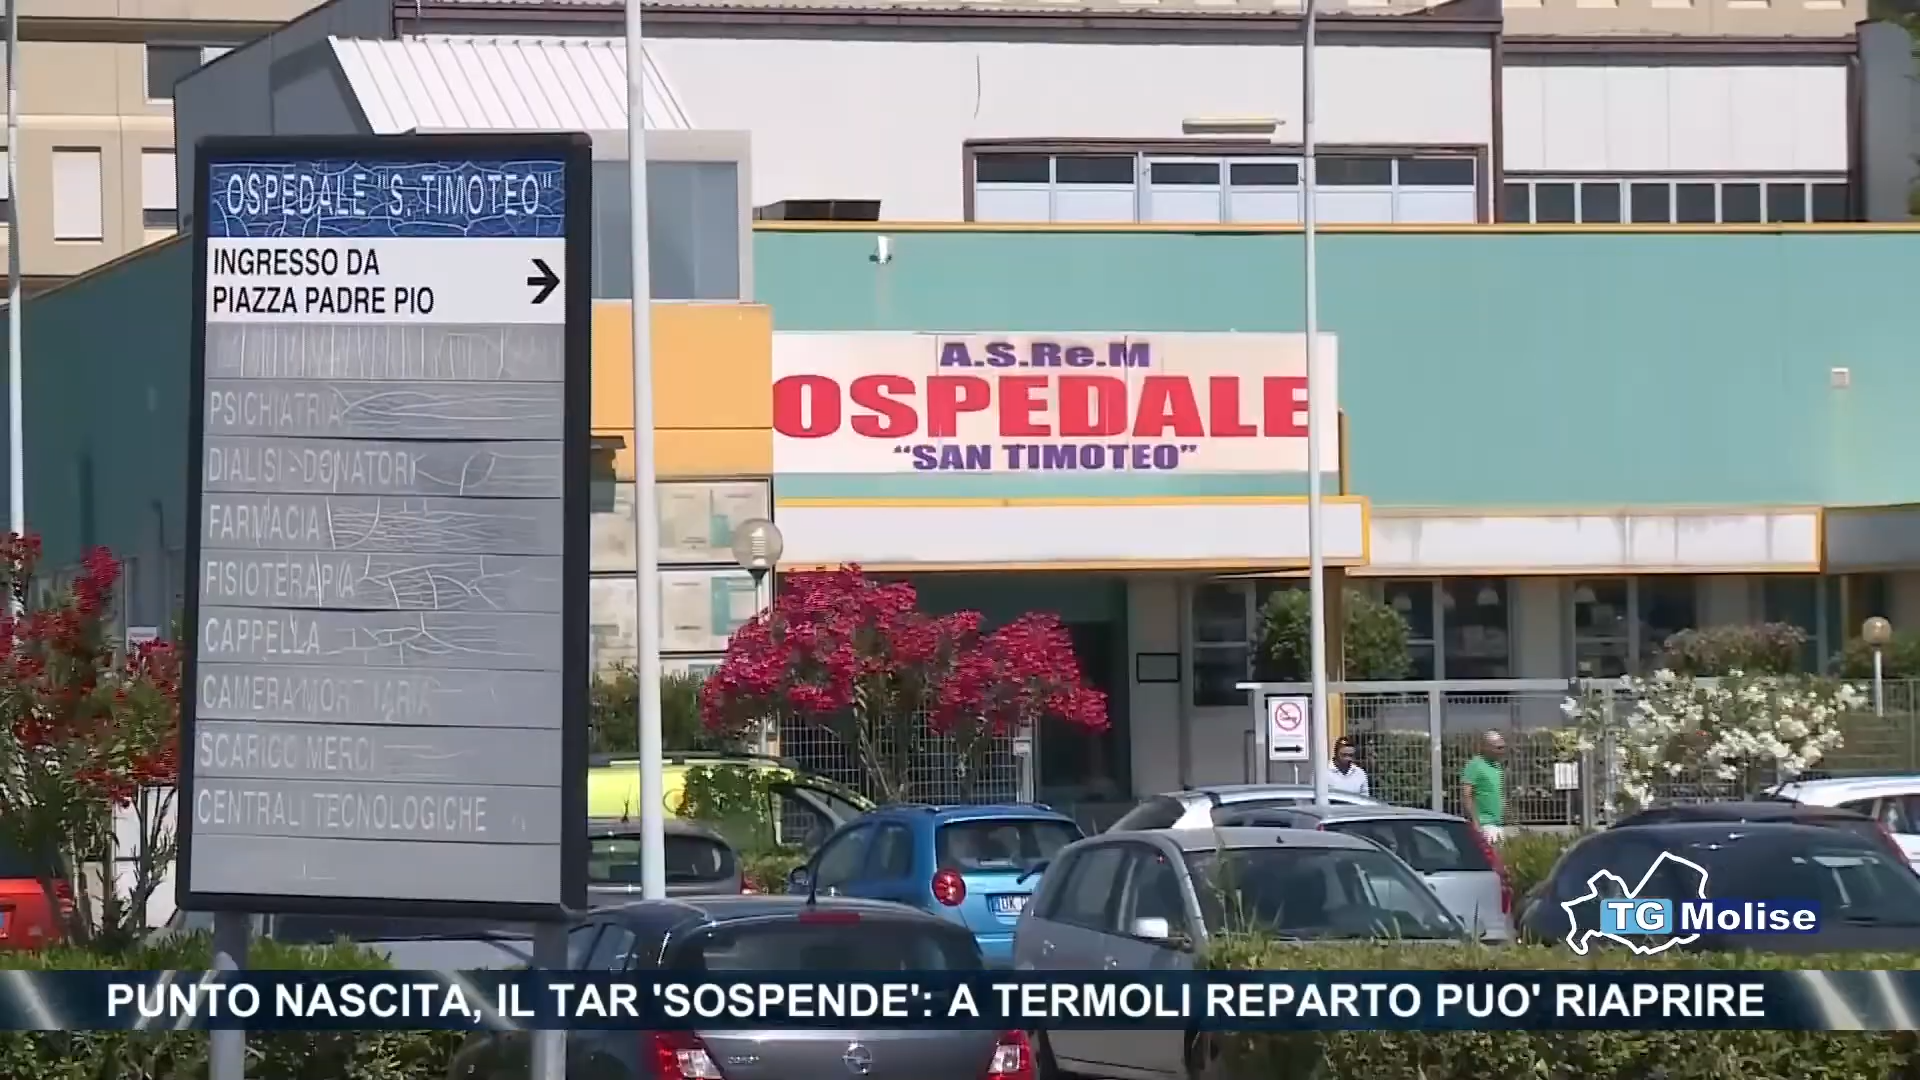 OSPEDALE "S. TIMOTEO"
INGRESSO DA
PIAZZA PADRE PIO
PSICHIATRIA
DIALISI - DONATORI
FARMACIA
FISIOTERAPIA
CAPPELLA
CAMERA MORTUARIA
SCARICO MERCI
CENTRALI TECNOLOGICHE
A.S.Re.M
OSPEDALE
“SAN TIMOTEO”
TG Molise
PUNTO NASCITA, IL TAR 'SOSPENDE': A TERMOLI REPARTO PUO' RIAPRIRE